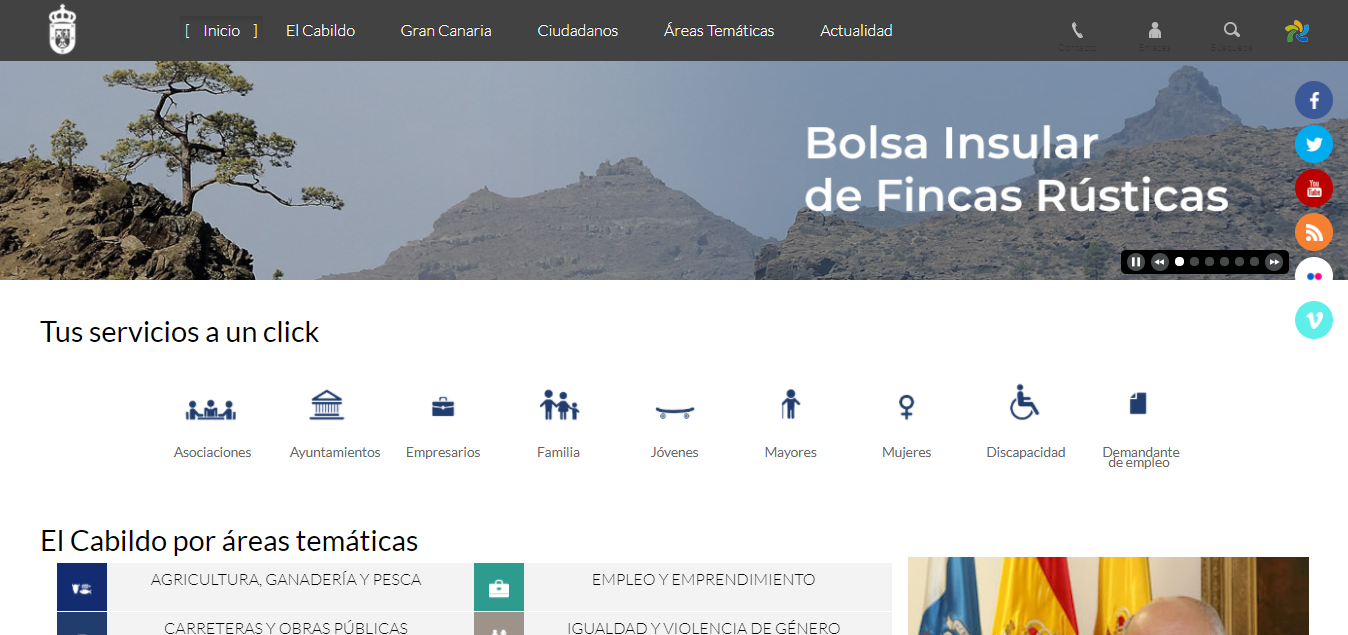 [ Inicio ] El Cabildo Gran Canaria Ciudadanos Áreas Temáticas Actualidad
Contacto Enlaces Búsqueda
Bolsa Insular
de Fincas Rústicas
You
Tube
Tus servicios a un click
Asociaciones Ayuntamientos Empresarios Familia Jóvenes Mayores Mujeres Discapacidad Demandante
de empleo
El Cabildo por áreas temáticas
AGRICULTURA, GANADERÍA Y PESCA EMPLEO Y EMPRENDIMIENTO
CARRETERAS Y OBRAS PÚBLICAS IGUALDAD Y VIOLENCIA DE GÉNERO